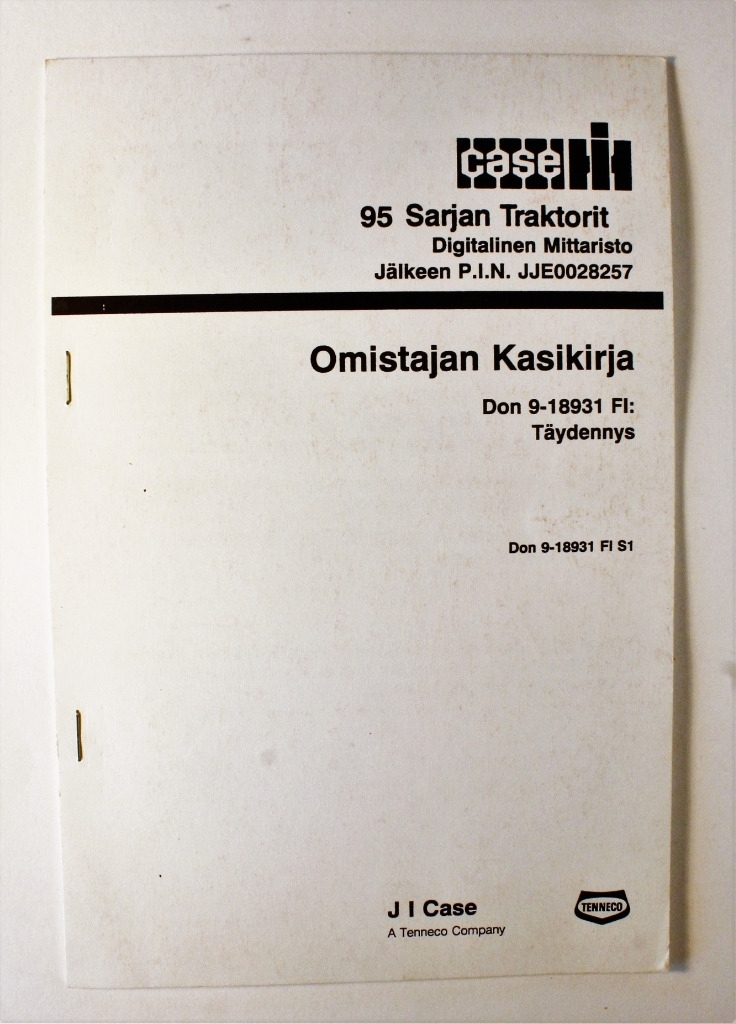 case IH
95 Sarjan Traktorit
Digitalinen Mittaristo
Jälkeen P.I.N. JJE0028257
Omistajan Kasikirja
Don 9-18931 FI:
Täydennys
Don 9-18931 FI S1
J I Case
A Tenneco Company
TENNECO